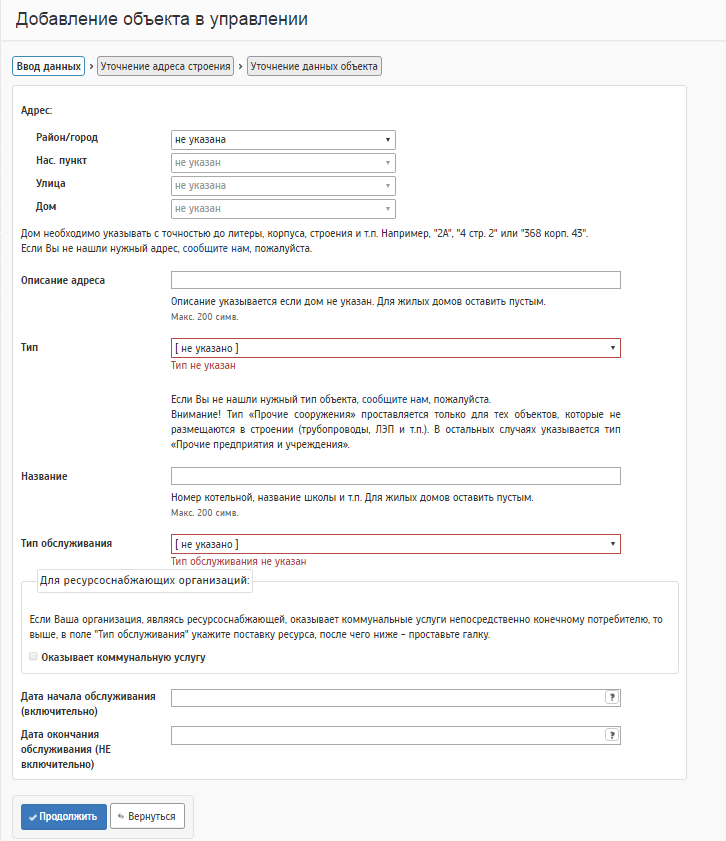 Добавление объекта в управлении
Ввод данных › Уточнение адреса строения › Уточнение данных объекта
Адрес:
Район/город не указана
Нас. пункт не указан
Улица не указана
Дом не указан
Дом необходимо указывать с точностью до литеры, корпуса, строения и т.п. Например, "2А", "4 стр. 2" или "368 корп. 43".
Если Вы не нашли нужный адрес, сообщите нам, пожалуйста.
Описание адреса
Описание указывается если дом не указан. Для жилых домов оставить пустым.
Макс. 200 симв.
Тип [ не указано ]
Тип не указан
Если Вы не нашли нужный тип объекта, сообщите нам, пожалуйста.
Внимание! Тип «Прочие сооружения» проставляется только для тех объектов, которые не
размещаются в строении (трубопроводы, ЛЭП и т.п.). В остальных случаях указывается тип
«Прочие предприятия и учреждения».
Название
Номер котельной, название школы и т.п. Для жилых домов оставить пустым.
Макс. 200 симв.
Тип обслуживания [ не указано ]
Тип обслуживания не указан
Для ресурсоснабжающих организаций:
Если Ваша организация, являясь ресурсоснабжающей, оказывает коммунальные услуги непосредственно конечному потребителю, то
выше, в поле "Тип обслуживания" укажите поставку ресурса, после чего ниже – проставьте галку.
Оказывает коммунальную услугу
Дата начала обслуживания ?
(включительно)
Дата окончания ?
обслуживания (НЕ
включительно)
Продолжить Вернуться